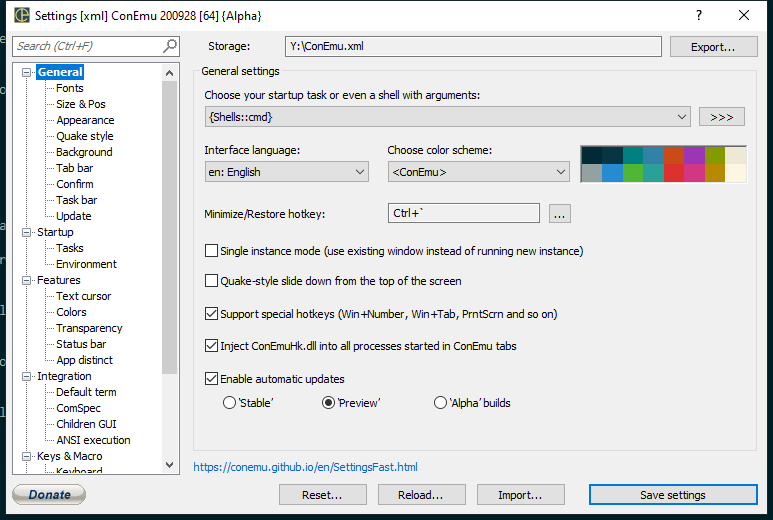 Settings [xml] ConEmu 200928 [64] {Alpha}
Search (Ctrl+F)
Storage:
Y:\ConEmu.xml
Export...
General
Fonts
Size & Pos
Appearance
Quake style
Background
Tab bar
Confirm
Task bar
Update
Startup
Tasks
Environment
Features
Text cursor
Colors
Transparency
Status bar
App distinct
Integration
Default term
ComSpec
Children GUI
ANSI execution
Keys & Macro
Keyboard
Donate
General settings
Choose your startup task or even a shell with arguments:
{Shells::cmd}
>>>
Interface language:
Choose color scheme:
en: English
<ConEmu>
Minimize/Restore hotkey:
Ctrl+`
...
Single instance mode (use existing window instead of running new instance)
Quake-style slide down from the top of the screen
Support special hotkeys (Win+Number, Win+Tab, PrntScrn and so on)
Inject ConEmuHk.dll into all processes started in ConEmu tabs
Enable automatic updates
‘Stable’
‘Preview’
‘Alpha’ builds
https://conemu.github.io/en/SettingsFast.html
Reset...
Reload...
Import...
Save settings